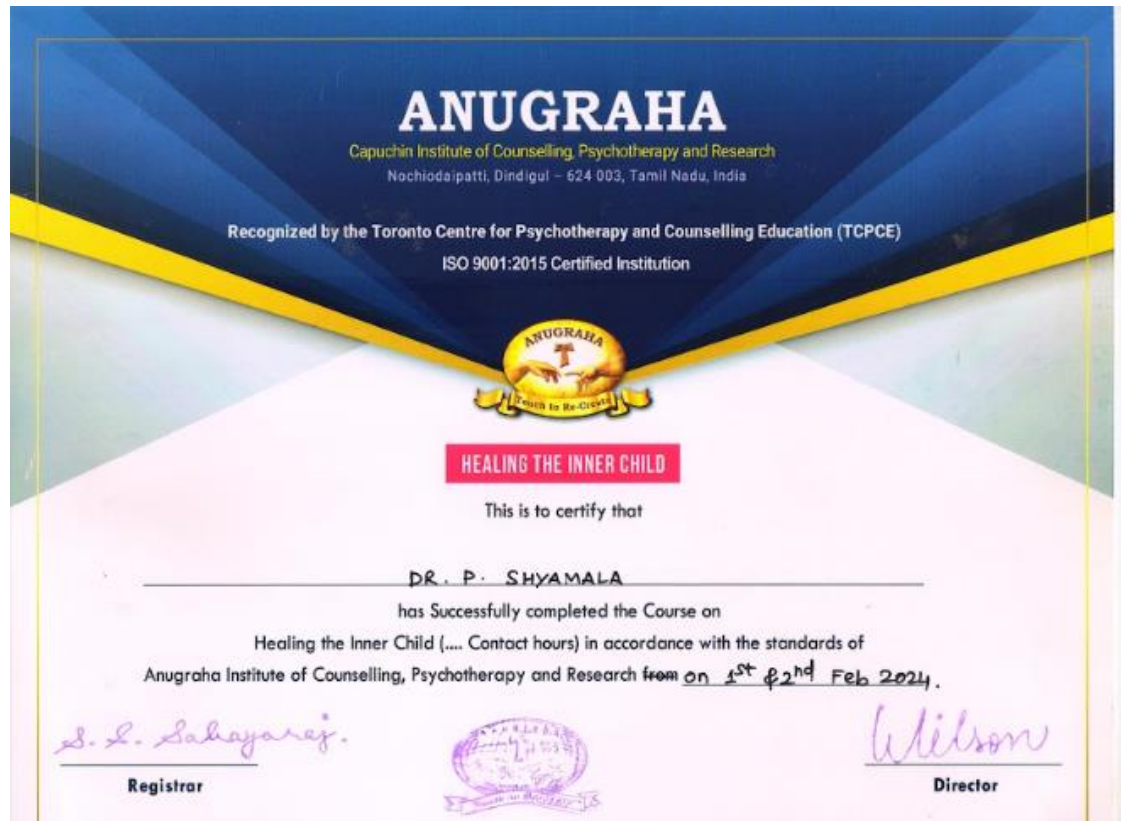 ANUGRAHA
Capuchin Institute of Counselling, Psychotherapy and Research
Nochiodaipatti, Dindigul – 624 003, Tamil Nadu, India
Recognized by the Toronto Centre for Psychotherapy and Counselling Education (TCPCE)
ISO 9001:2015 Certified Institution
ANUGRAHA
Touch to Re-Create
HEALING THE INNER CHILD
This is to certify that
DR. P. SHYAMALA
has Successfully completed the Course on
Healing the Inner Child (.... Contact hours) in accordance with the standards of
Anugraha Institute of Counselling, Psychotherapy and Research from on 1st & 2nd Feb 2024.
S. S. Sahayaraj. Wilson
Registrar Director